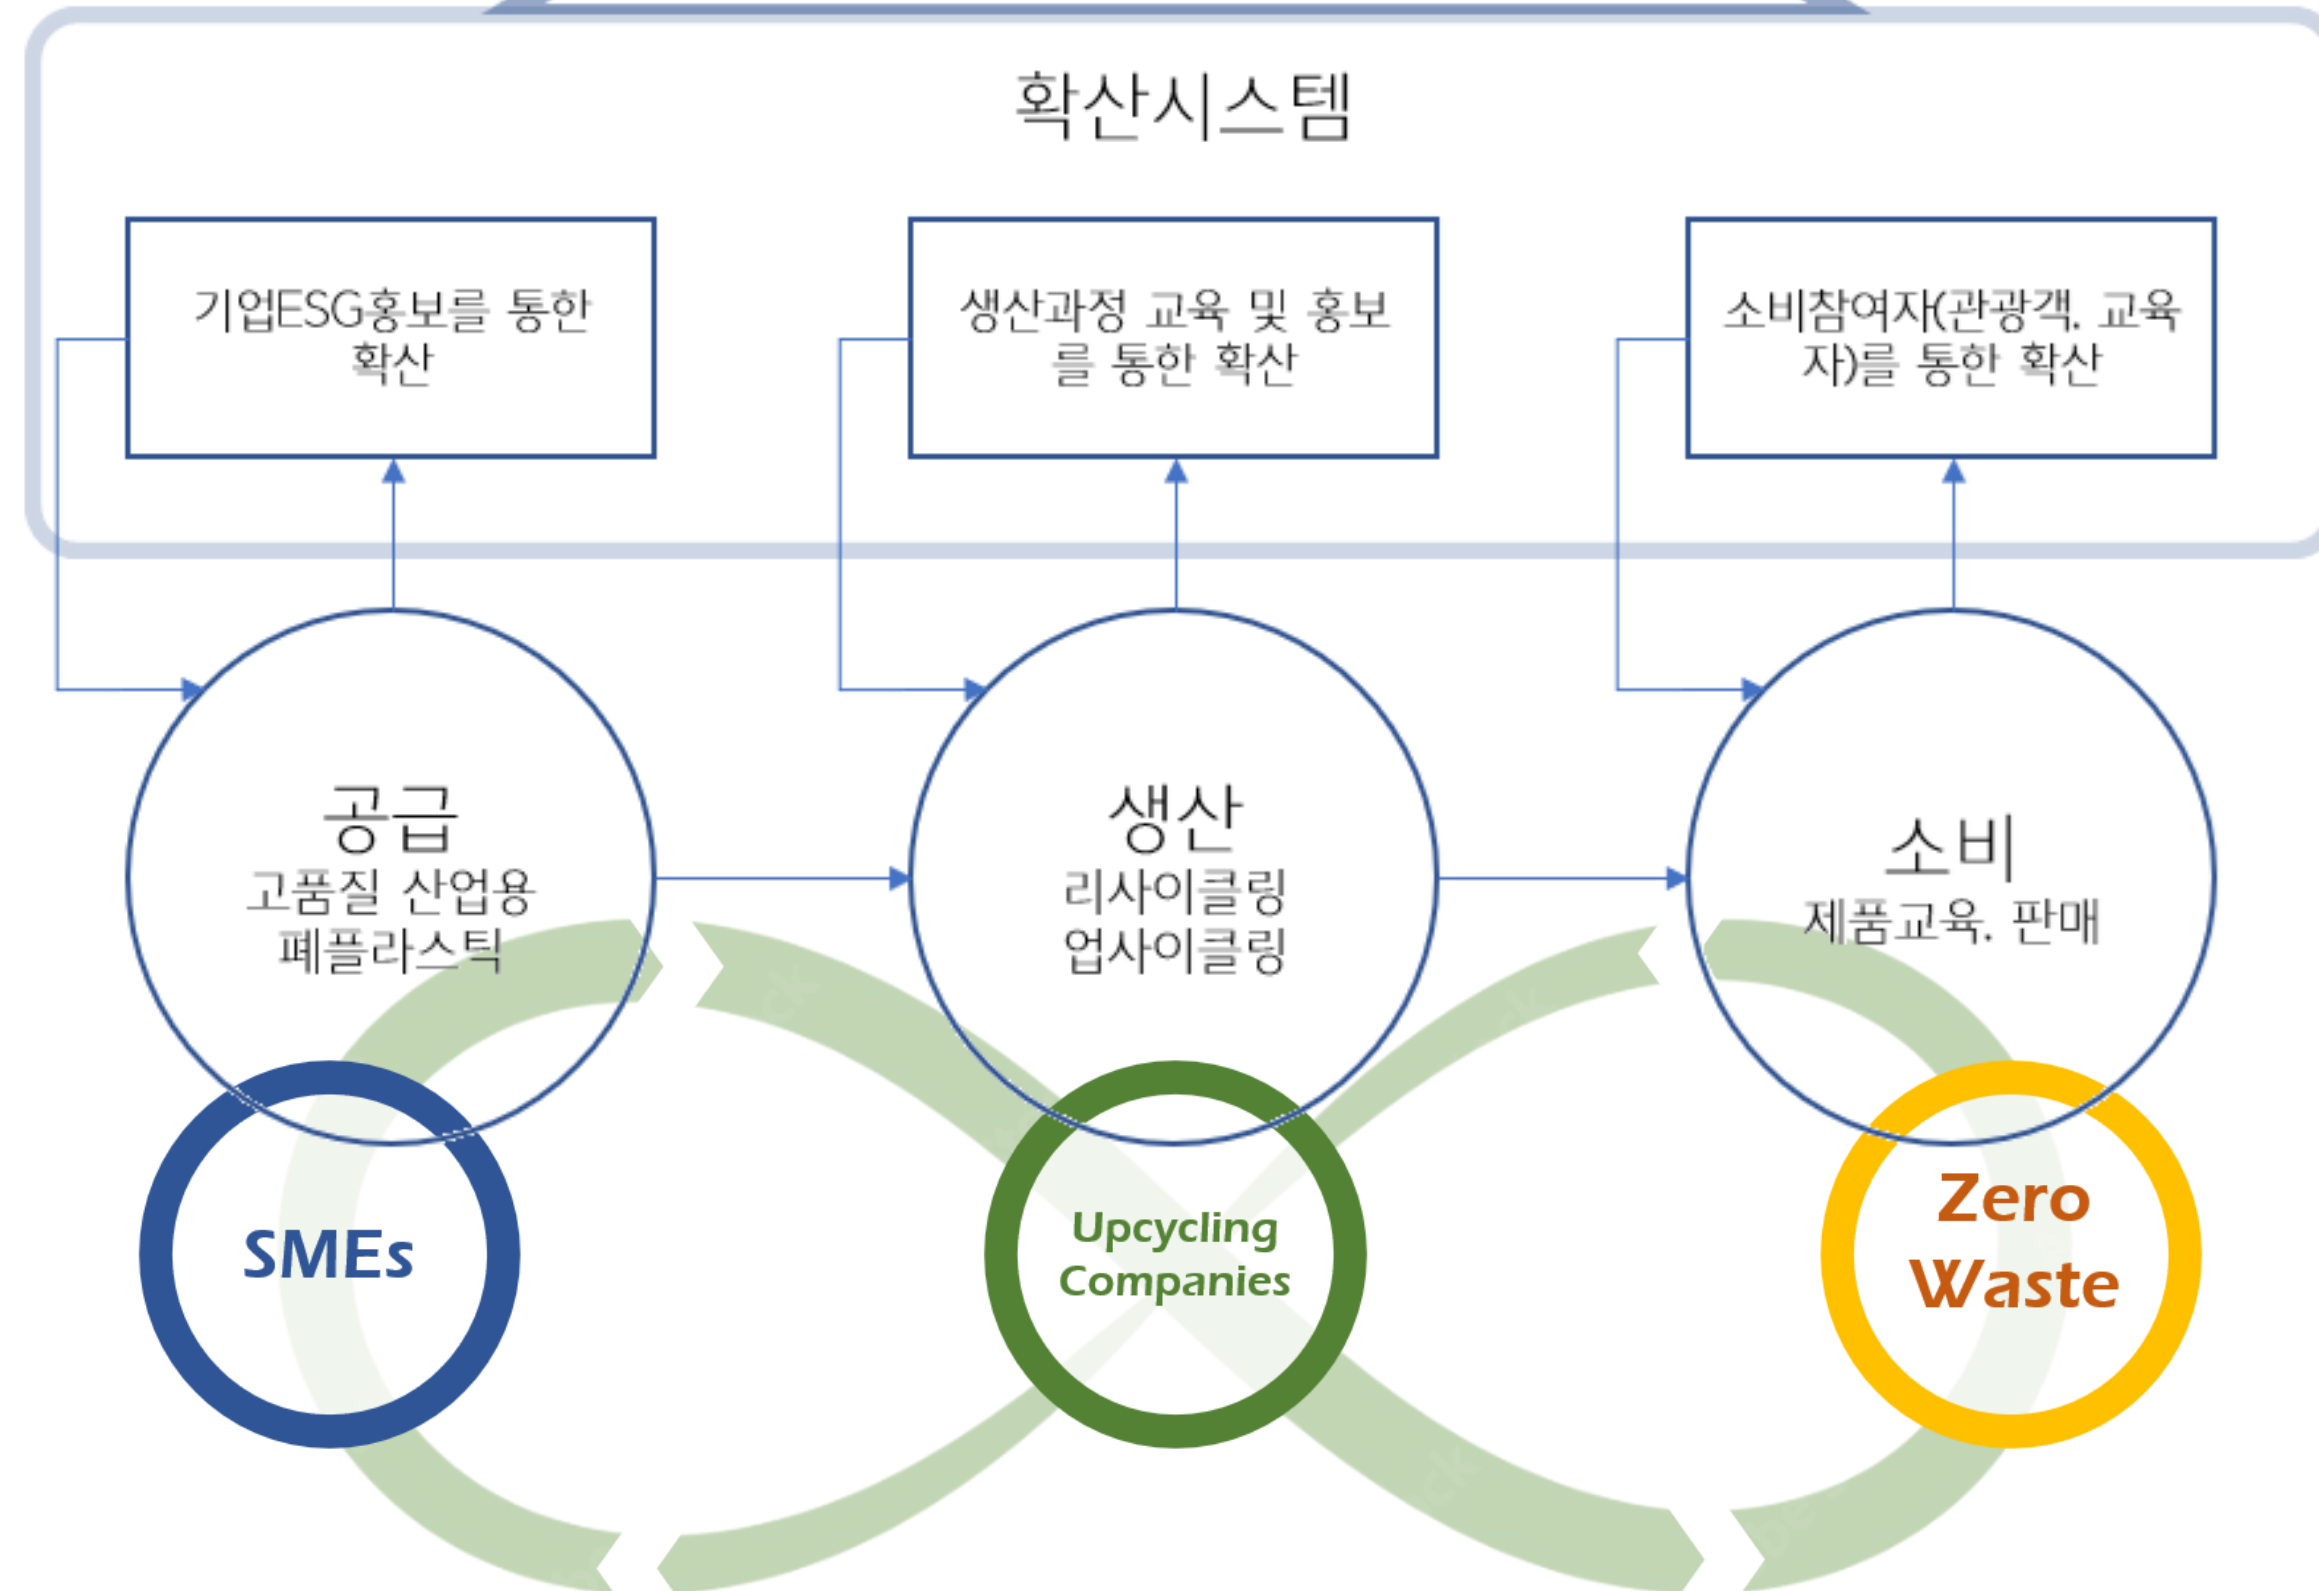 확산시스템
기업ESG홍보를 통한
확산
생산과정 교육 및 홍보
를 통한 확산
소비참여자(관광객. 교육
자)를 통한 확산
공급
고품질 산업용
폐플라스틱
생산
리사이클링
업사이클링
소비
제품교육. 판매
SMEs
Upcycling
Companies
Zero
Waste